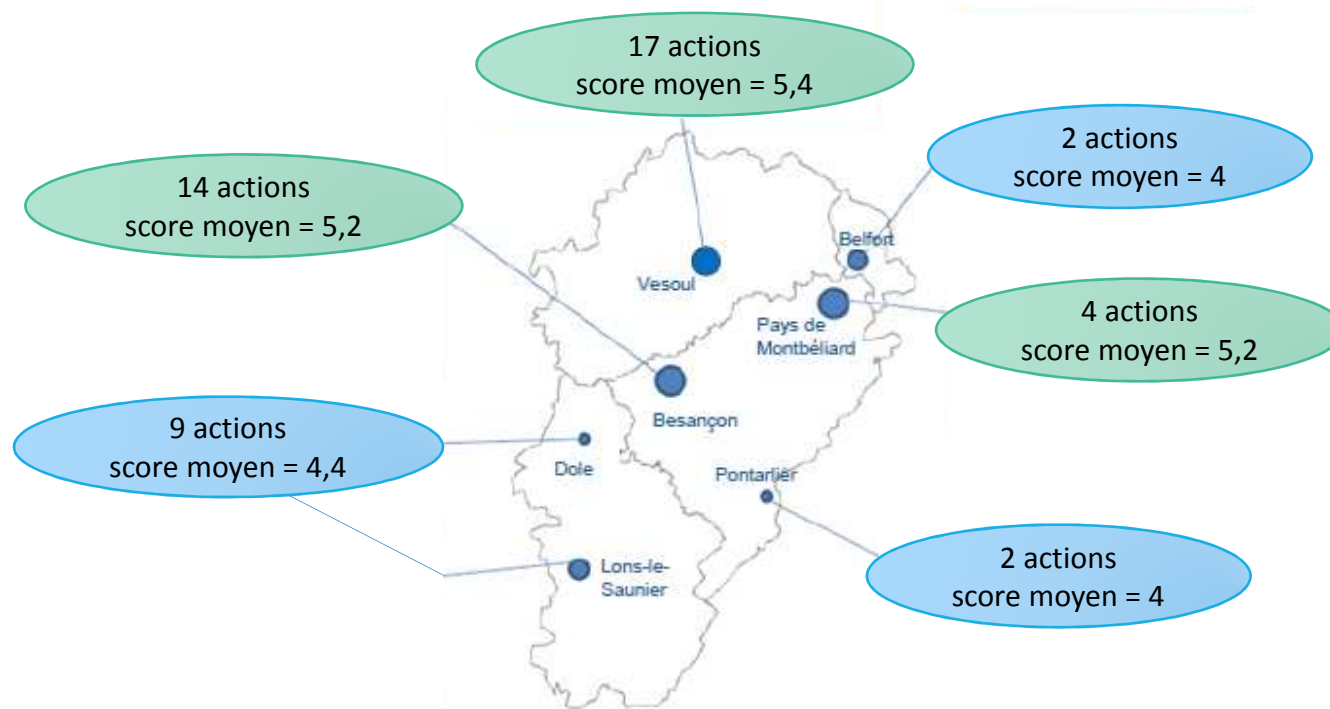 17 actions
score moyen = 5,4
2 actions
score moyen = 4
14 actions
score moyen = 5,2
Belfort
Vesoul
4 actions
score moyen = 5,2
Pays de
Montbéliard
Besançon
9 actions
score moyen = 4,4
Dole
Pontarlier
Lons-le-
Saunier
2 actions
score moyen = 4